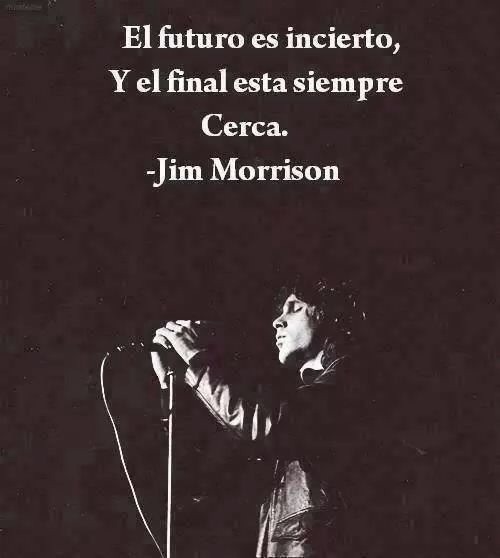 El futuro es incierto,
Y el final esta siempre
Cerca.
-Jim Morrison